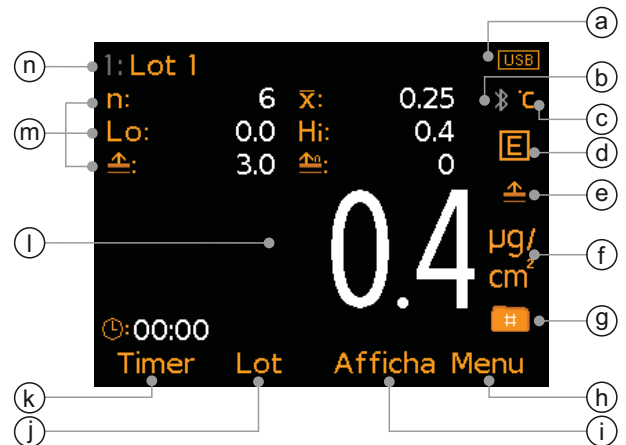 a
USB
b
n
1: Lot 1
n: 6 x̅: 0.25
°C
c
m
Lo: 0.0 Hi: 0.4
E
d
: 3.0 : 0
e
l
0.4
µg/
cm²
f
#
g
:00:00
Timer Lot Afficha Menu
k
j
i
h